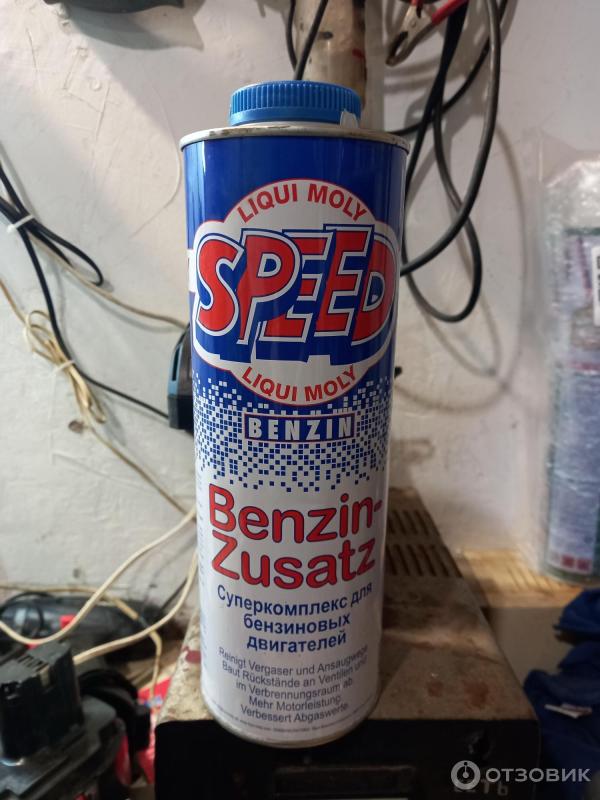 LIQUI MOLY
SPEED
LIQUI MOLY
BENZIN
Benzin-
Zusatz
Суперкомплекс для
бензиновых
двигателей
Reinigt Vergaser und Ansaugwege
Baut Rückstände an Ventilen und
im Verbrennungsraum ab.
Mehr Motorleistung
Verbessert Abgaswerte.
ОТЗОВИК